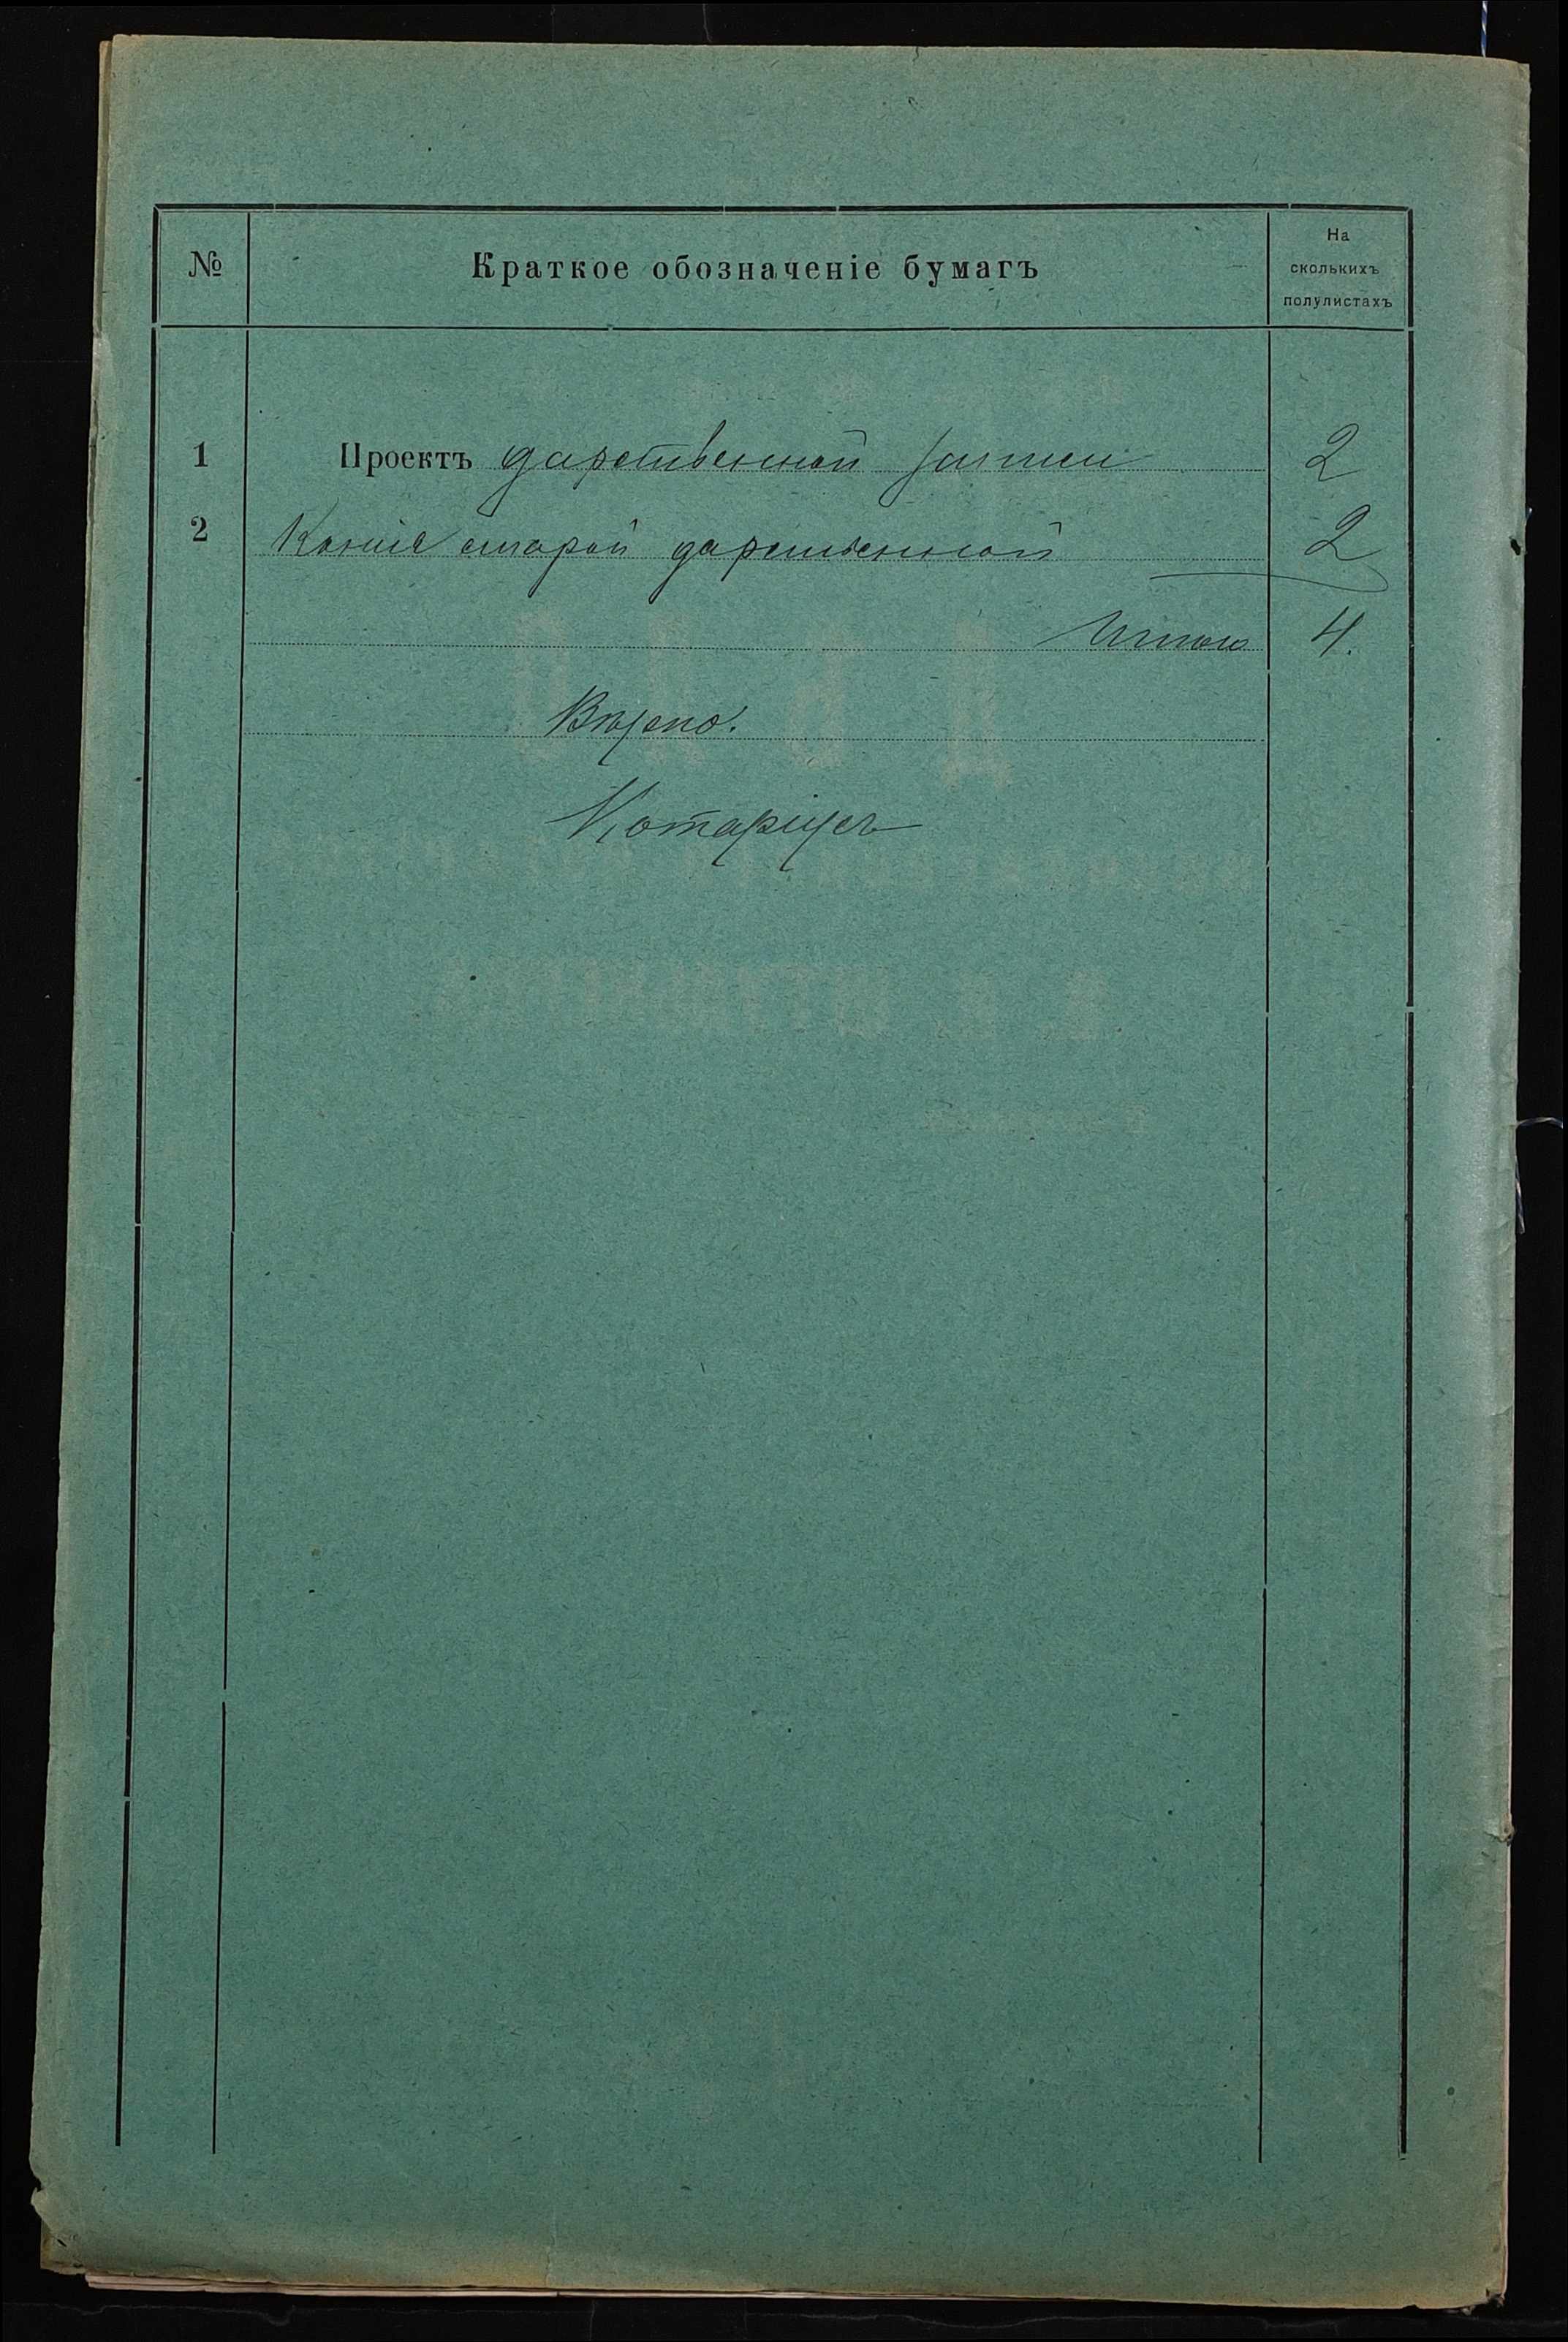 № Краткое обозначеніе бумагъ На сколькихъ полулистахъ
1 Проектъ дарственной записи 2
2 Копія старой дарственной 2
Итого 4.
Вѣрно.
Нотаріусъ